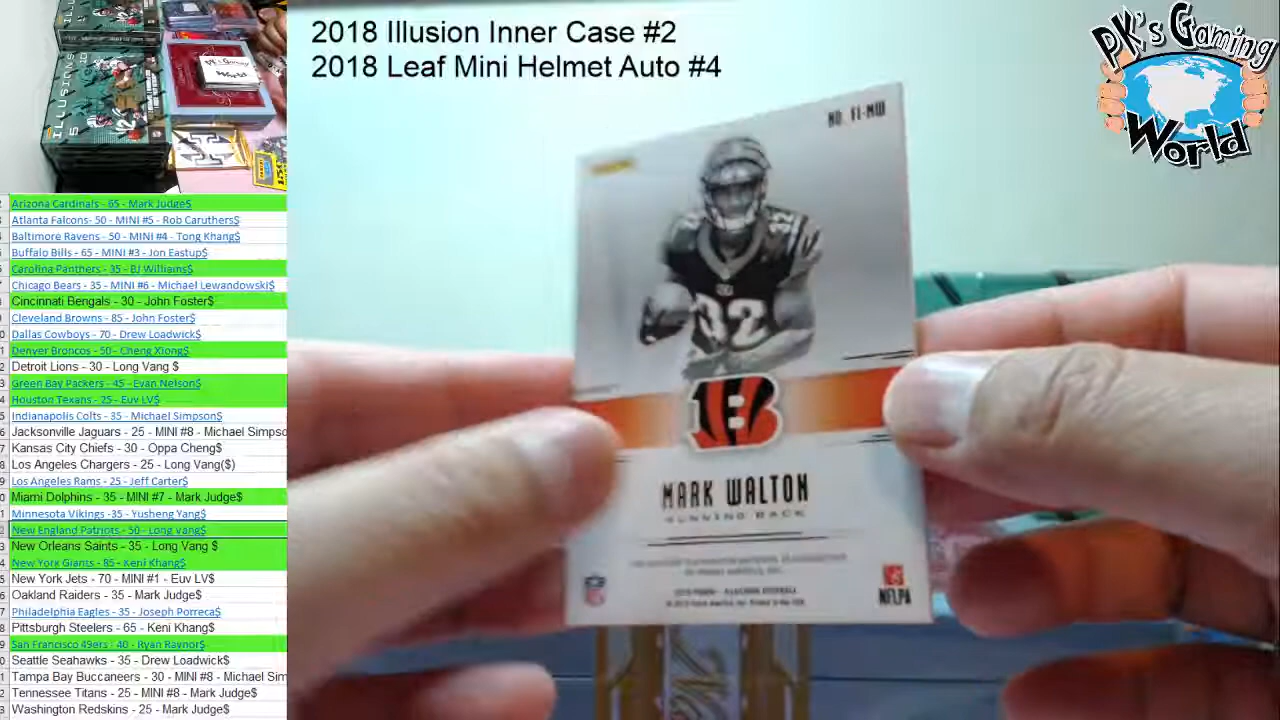 2018 Illusion Inner Case #2
2018 Leaf Mini Helmet Auto #4
PK's Gaming
World
ILLUSIONS
Arizona Cardinals - 65 - Mark Judge$
Atlanta Falcons- 50 - MINI #5 - Rob Caruthers$
Baltimore Ravens - 50 - MINI #4 - Tong Khang$
Buffalo Bills - 65 - MINI #3 - Jon Eastup$
Carolina Panthers - 35 - BJ Williams$
Chicago Bears - 35 - MINI #6 - Michael Lewandowski$
Cincinnati Bengals - 30 - John Foster$
Cleveland Browns - 85 - John Foster$
Dallas Cowboys - 70 - Drew Loadwick$
Denver Broncos - 50 - Cheng Xiong$
Detroit Lions - 30 - Long Vang $
Green Bay Packers - 45 - Evan Nelson$
Houston Texans - 25 - Euv LV$
Indianapolis Colts - 35 - Michael Simpson$
Jacksonville Jaguars - 25 - MINI #8 - Michael Simpso
Kansas City Chiefs - 30 - Oppa Cheng$
Los Angeles Chargers - 25 - Long Vang($)
Los Angeles Rams - 25 - Jeff Carter$
Miami Dolphins - 35 - MINI #7 - Mark Judge$
Minnesota Vikings -35 - Yusheng Yang$
New England Patriots - 50 - Long Vang$
New Orleans Saints - 35 - Long Vang $
New York Giants - 85 - Keni Khang$
New York Jets - 70 - MINI #1 - Euv LV$
Oakland Raiders - 35 - Mark Judge$
Philadelphia Eagles - 35 - Joseph Porreca$
Pittsburgh Steelers - 65 - Keni Khang$
San Francisco 49ers - 40 - Ryan Raynor$
Seattle Seahawks - 35 - Drew Loadwick$
Tampa Bay Buccaneers - 30 - MINI #8 - Michael Sim
Tennessee Titans - 25 - MINI #8 - Mark Judge$
Washington Redskins - 25 - Mark Judge$
NO. FI-MW
32
B
MARK WALTON
RUNNING BACK
NFL
NFLPA